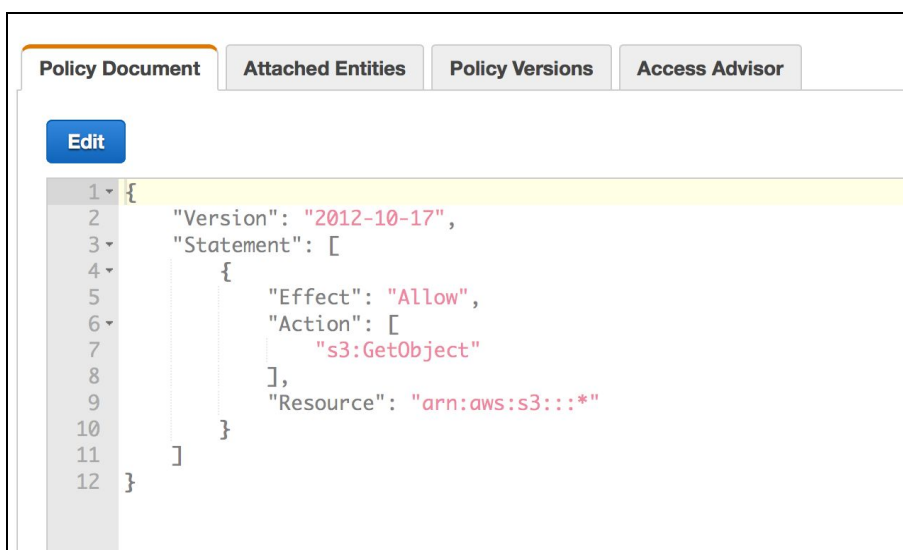 Policy Document Attached Entities Policy Versions Access Advisor
Edit
1 {
2 "Version": "2012-10-17",
3 "Statement": [
4 {
5 "Effect": "Allow",
6 "Action": [
7 "s3:GetObject"
8 ],
9 "Resource": "arn:aws:s3:::*"
10 }
11 ]
12 }